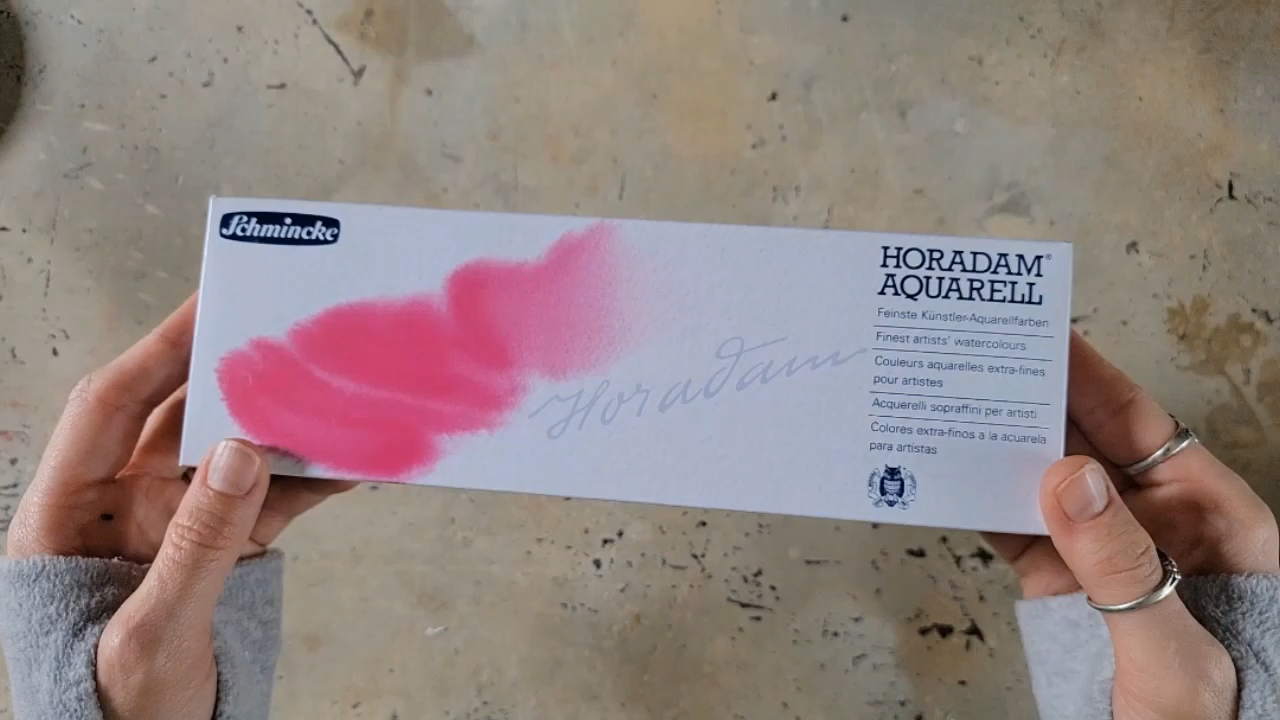 Schmincke
HORADAM®
AQUARELL
Feinste Künstler-Aquarellfarben
Finest artists' watercolours
Couleurs aquarelles extra-fines
pour artistes
Acquerelli sopraffini per artisti
Colores extra-finos a la acuarela
para artistas
Horadam